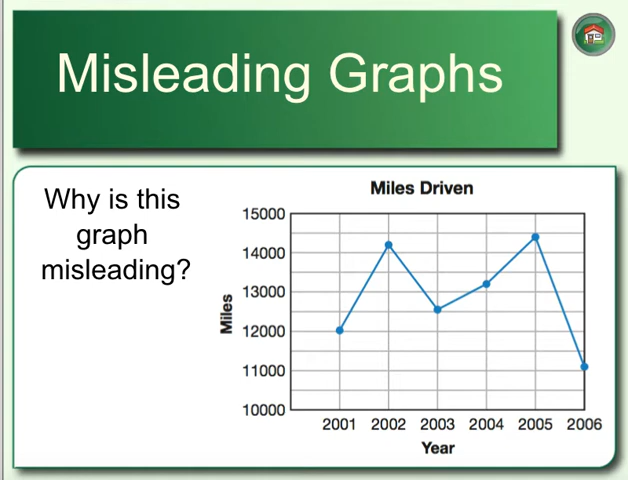 Misleading Graphs
Why is this
graph
misleading?
Miles Driven
15000
14000
13000
12000
11000
10000
Miles
2001 2002 2003 2004 2005 2006
Year